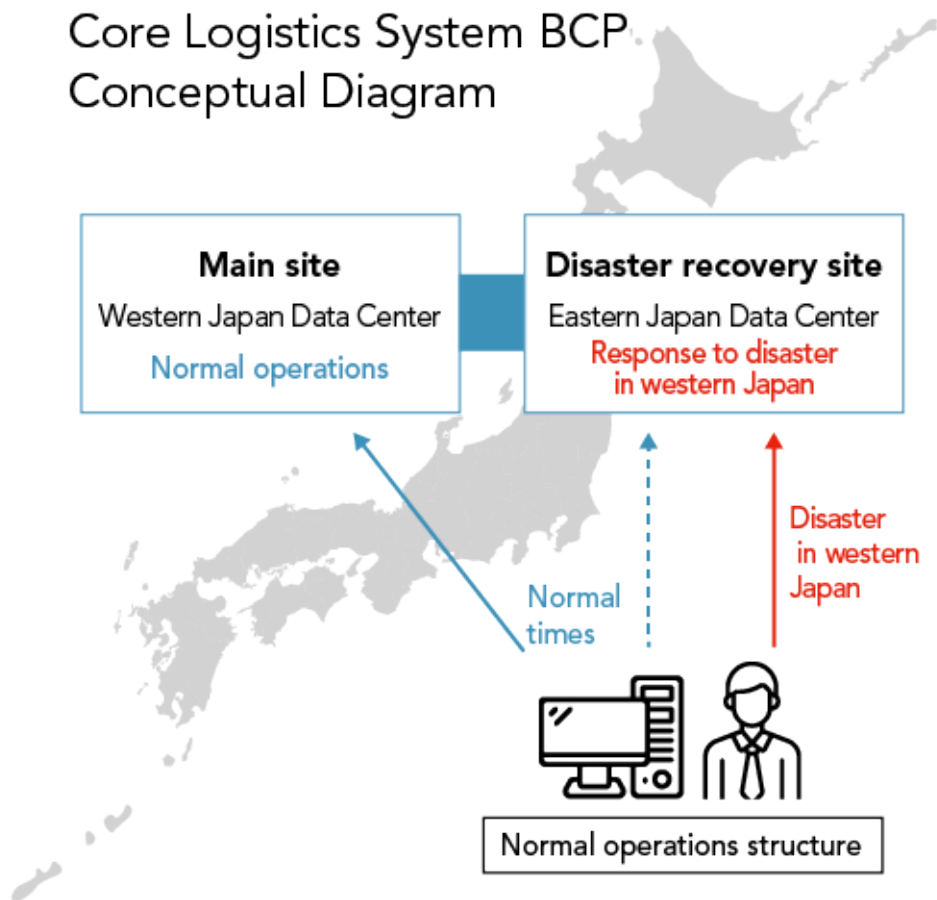 Core Logistics System BCP
Conceptual Diagram
Main site
Western Japan Data Center
Normal operations
Disaster recovery site
Eastern Japan Data Center
Response to disaster
in western Japan
Normal
times
Disaster
in western
Japan
Normal operations structure